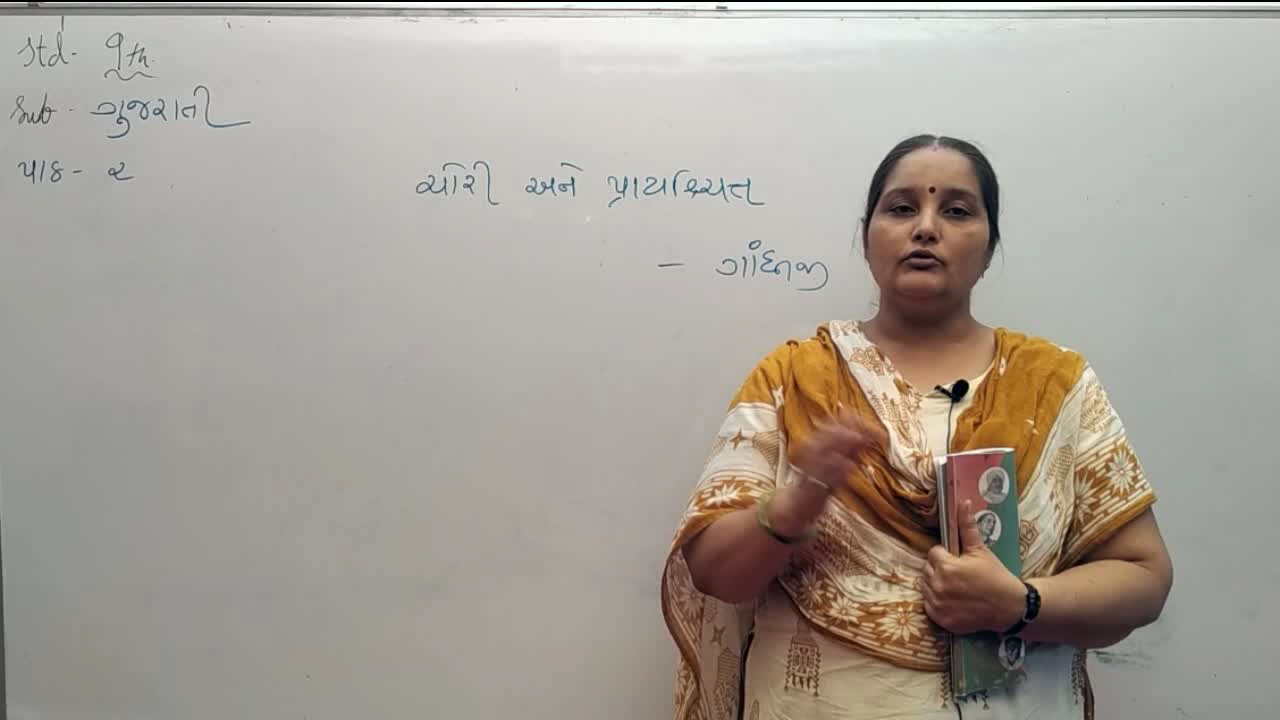 Std- 9th.
Sub - ગુજરાતી
પાઠ - ૨
ચોરી અને પ્રાયશ્ચિત
- ગાંધીજી